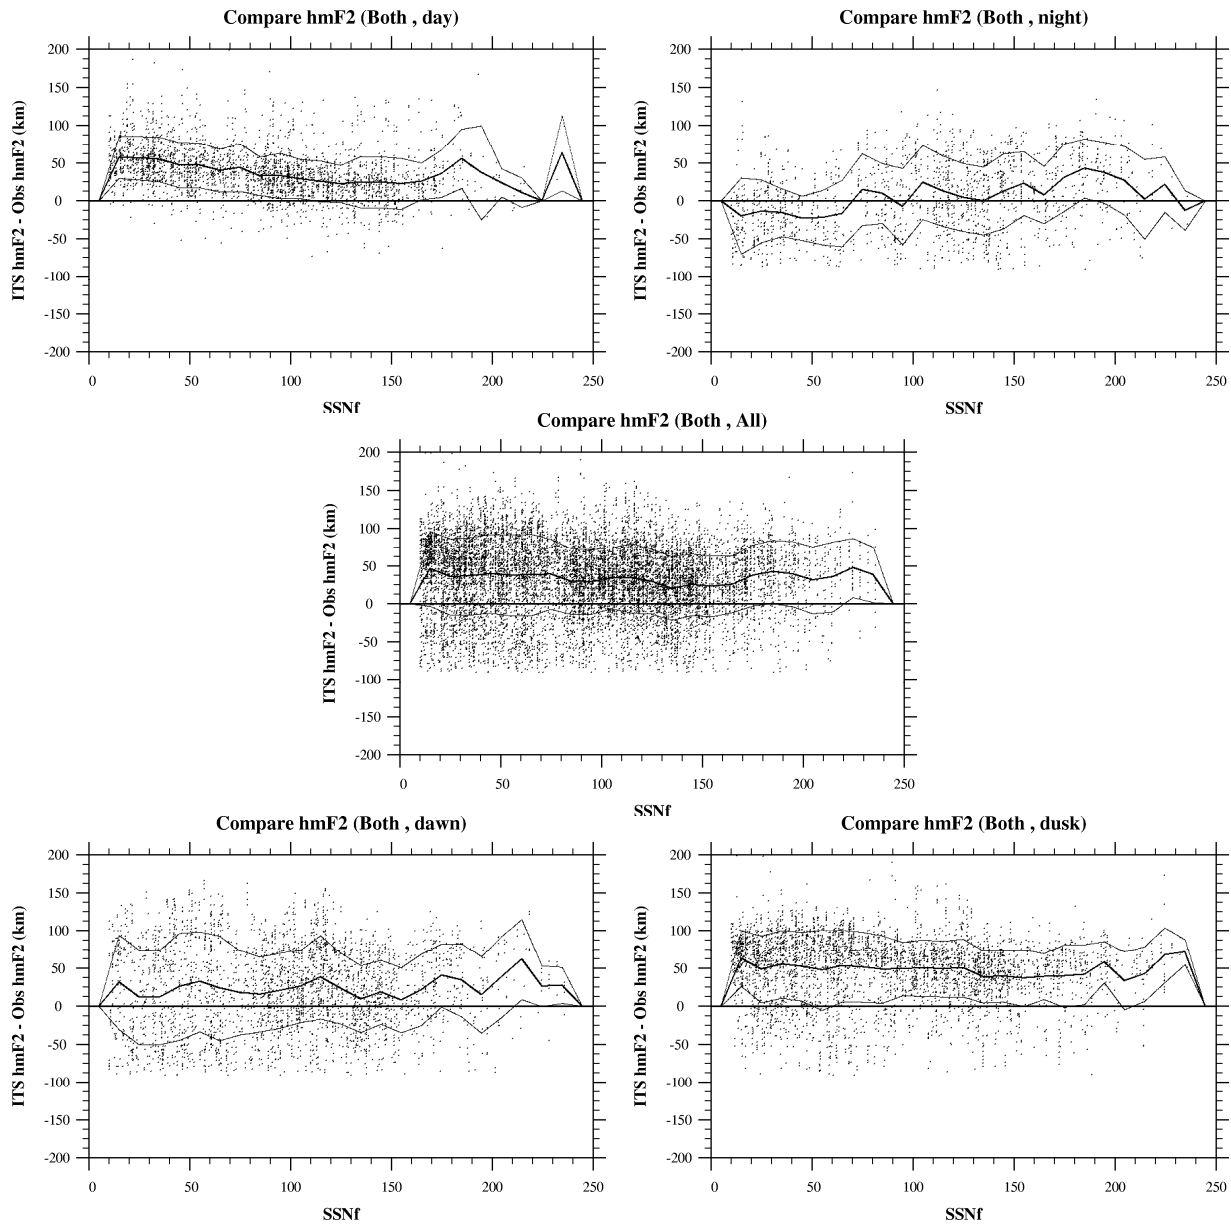 Compare hmF2 (Both , day)
200
150
100
50
0
-50
-100
-150
-200
ITS hmF2 - Obs hmF2 (km)
0 50 100 150 200 250
SSNf
Compare hmF2 (Both , night)
200
150
100
50
0
-50
-100
-150
-200
ITS hmF2 - Obs hmF2 (km)
0 50 100 150 200 250
SSNf
Compare hmF2 (Both , All)
200
150
100
50
0
-50
-100
-150
-200
ITS hmF2 - Obs hmF2 (km)
0 50 100 150 200 250
SSNf
Compare hmF2 (Both , dawn)
200
150
100
50
0
-50
-100
-150
-200
ITS hmF2 - Obs hmF2 (km)
0 50 100 150 200 250
SSNf
Compare hmF2 (Both , dusk)
200
150
100
50
0
-50
-100
-150
-200
ITS hmF2 - Obs hmF2 (km)
0 50 100 150 200 250
SSNf